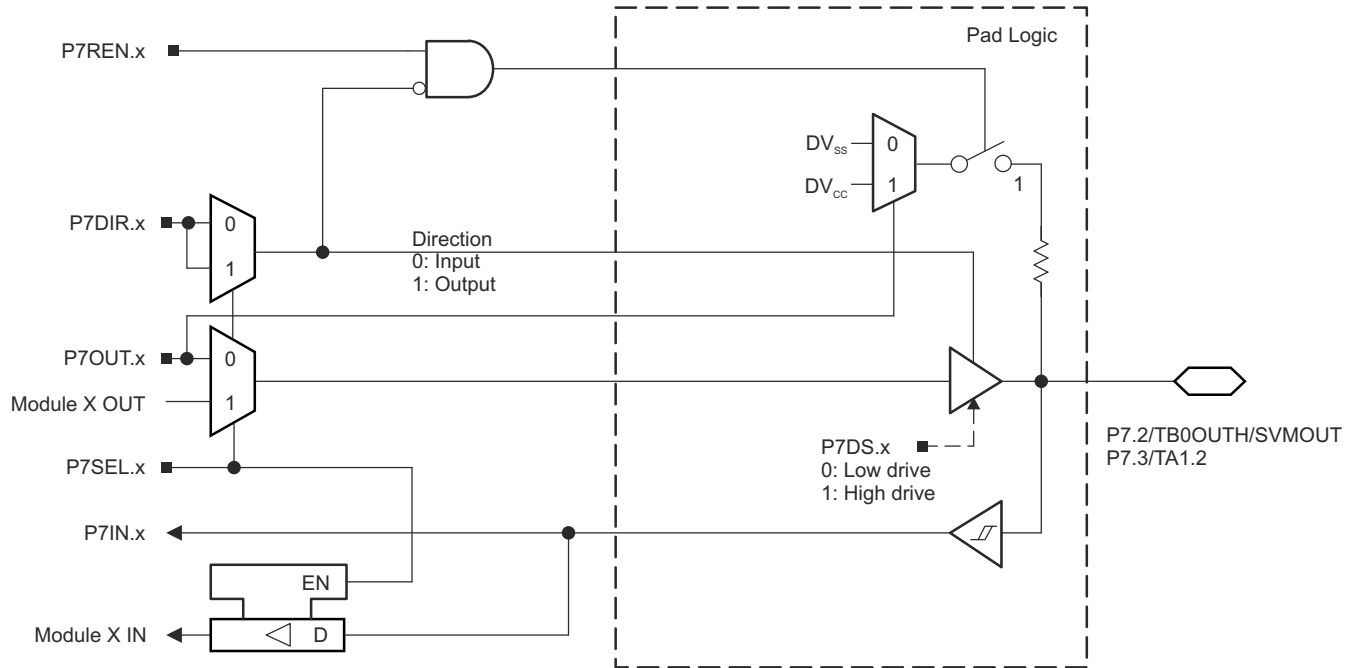 Pad Logic
P7REN.x
DVSS
0
DVCC
1
1
P7DIR.x
0
1
Direction
0: Input
1: Output
P7OUT.x
0
Module X OUT
1
P7DS.x
0: Low drive
1: High drive
P7.2/TB0OUTH/SVMOUT
P7.3/TA1.2
P7SEL.x
P7IN.x
EN
Module X IN
D